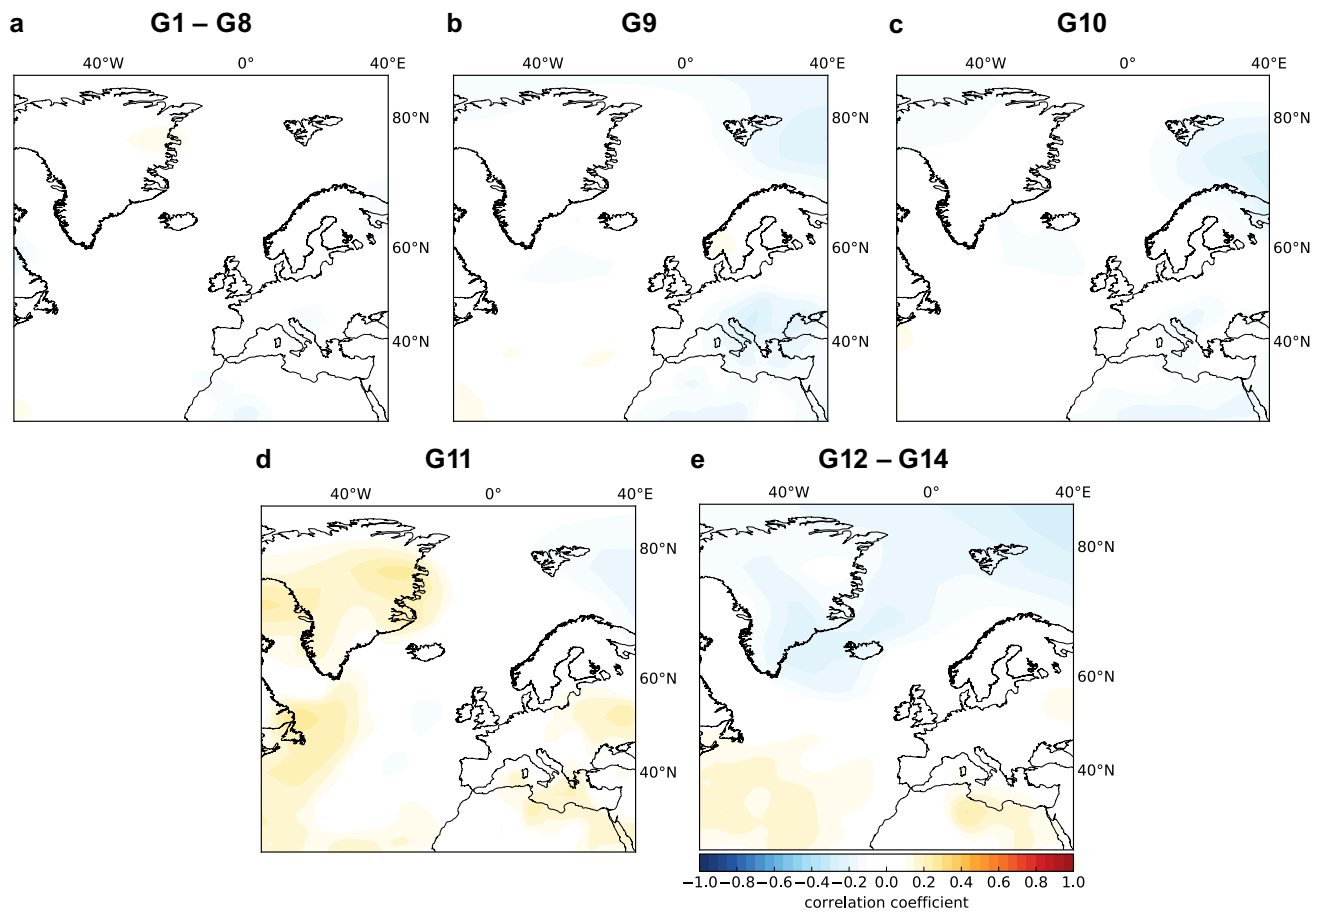 a G1 – G8 b G9 c G10
40°W 0° 40°E 40°W 0° 40°E 40°W 0° 40°E
80°N 80°N 80°N
60°N 60°N 60°N
40°N 40°N 40°N
d G11 e G12 – G14
40°W 0° 40°E 40°W 0° 40°E
80°N 80°N
60°N 60°N
40°N 40°N
−1.0 −0.8 −0.6 −0.4 −0.2 0.0 0.2 0.4 0.6 0.8 1.0
correlation coefficient